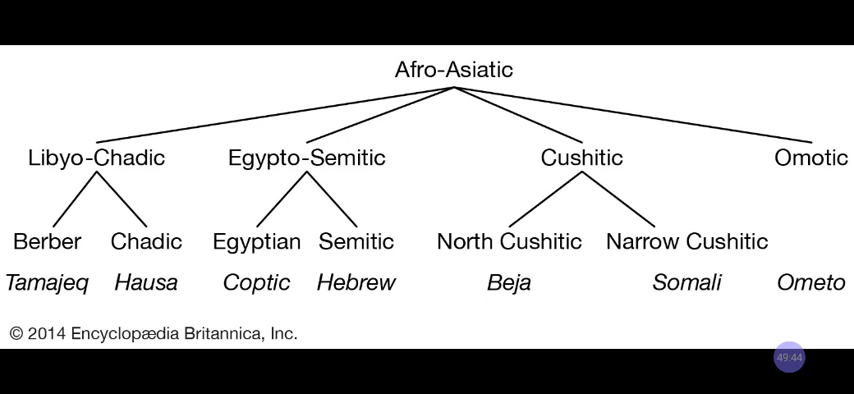 Afro-Asiatic
Libyo-Chadic Egypto-Semitic Cushitic Omotic
Berber Chadic Egyptian Semitic North Cushitic Narrow Cushitic
Tamajeq Hausa Coptic Hebrew Beja Somali Ometo
© 2014 Encyclopædia Britannica, Inc.
49:44